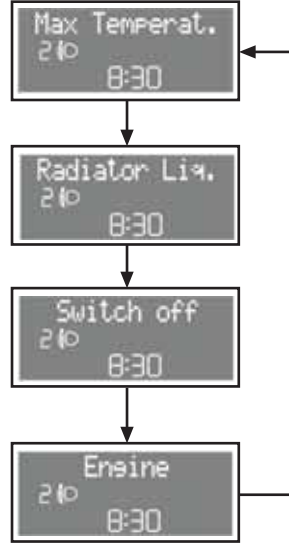 Max Temperat.
2
8:30
Radiator Liq.
2
8:30
Switch off
2
8:30
Engine
2
8:30